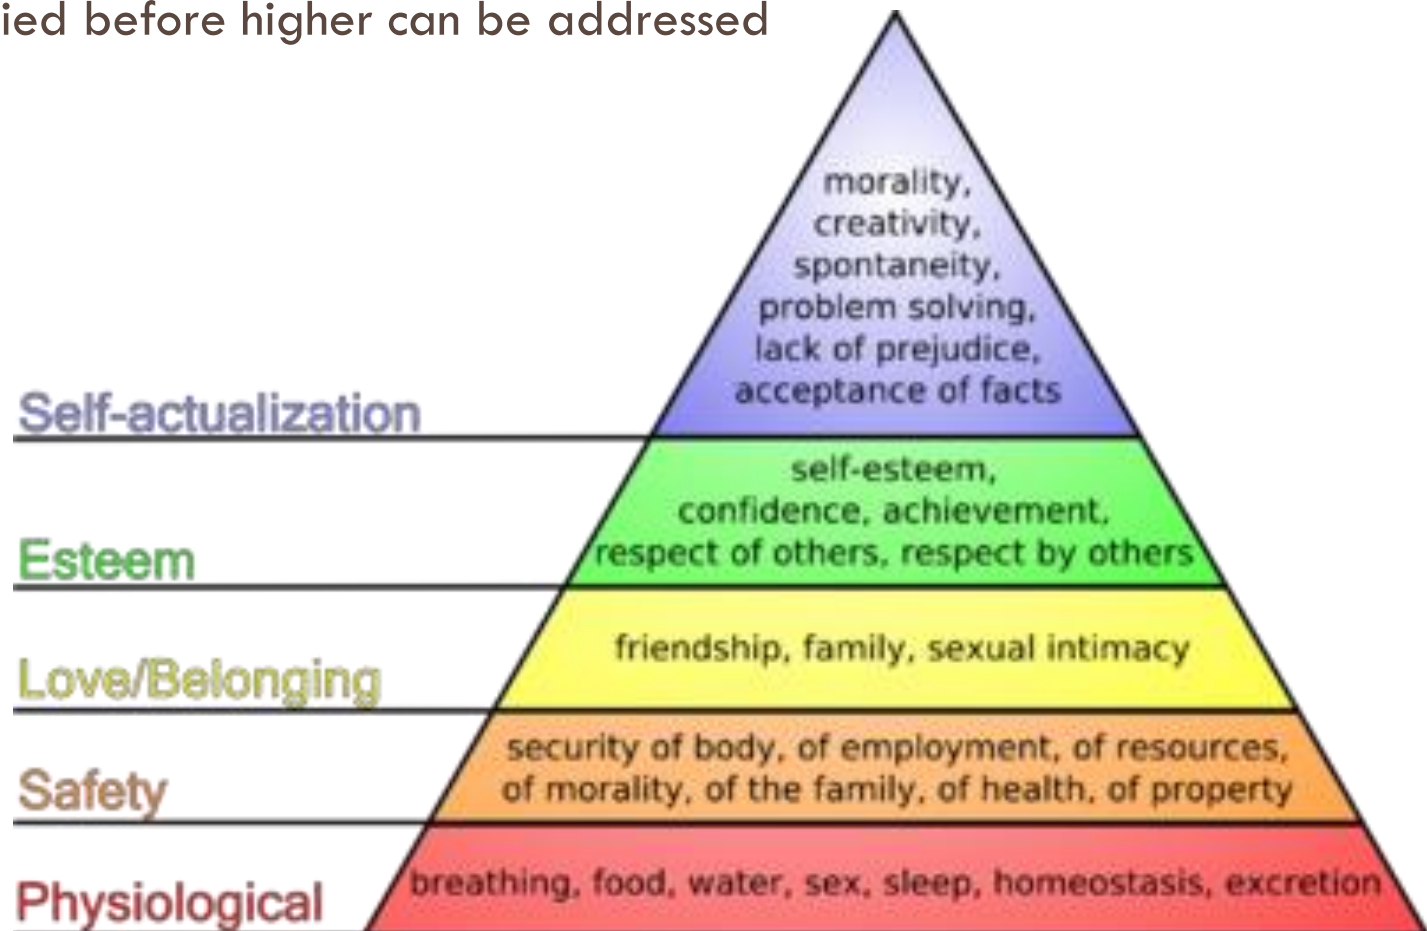 ied before higher can be addressed
morality,
creativity,
spontaneity,
problem solving,
lack of prejudice,
acceptance of facts
Self-actualization
self-esteem,
confidence, achievement,
respect of others, respect by others
Esteem
friendship, family, sexual intimacy
Love/Belonging
security of body, of employment, of resources,
of morality, of the family, of health, of property
Safety
breathing, food, water, sex, sleep, homeostasis, excretion
Physiological